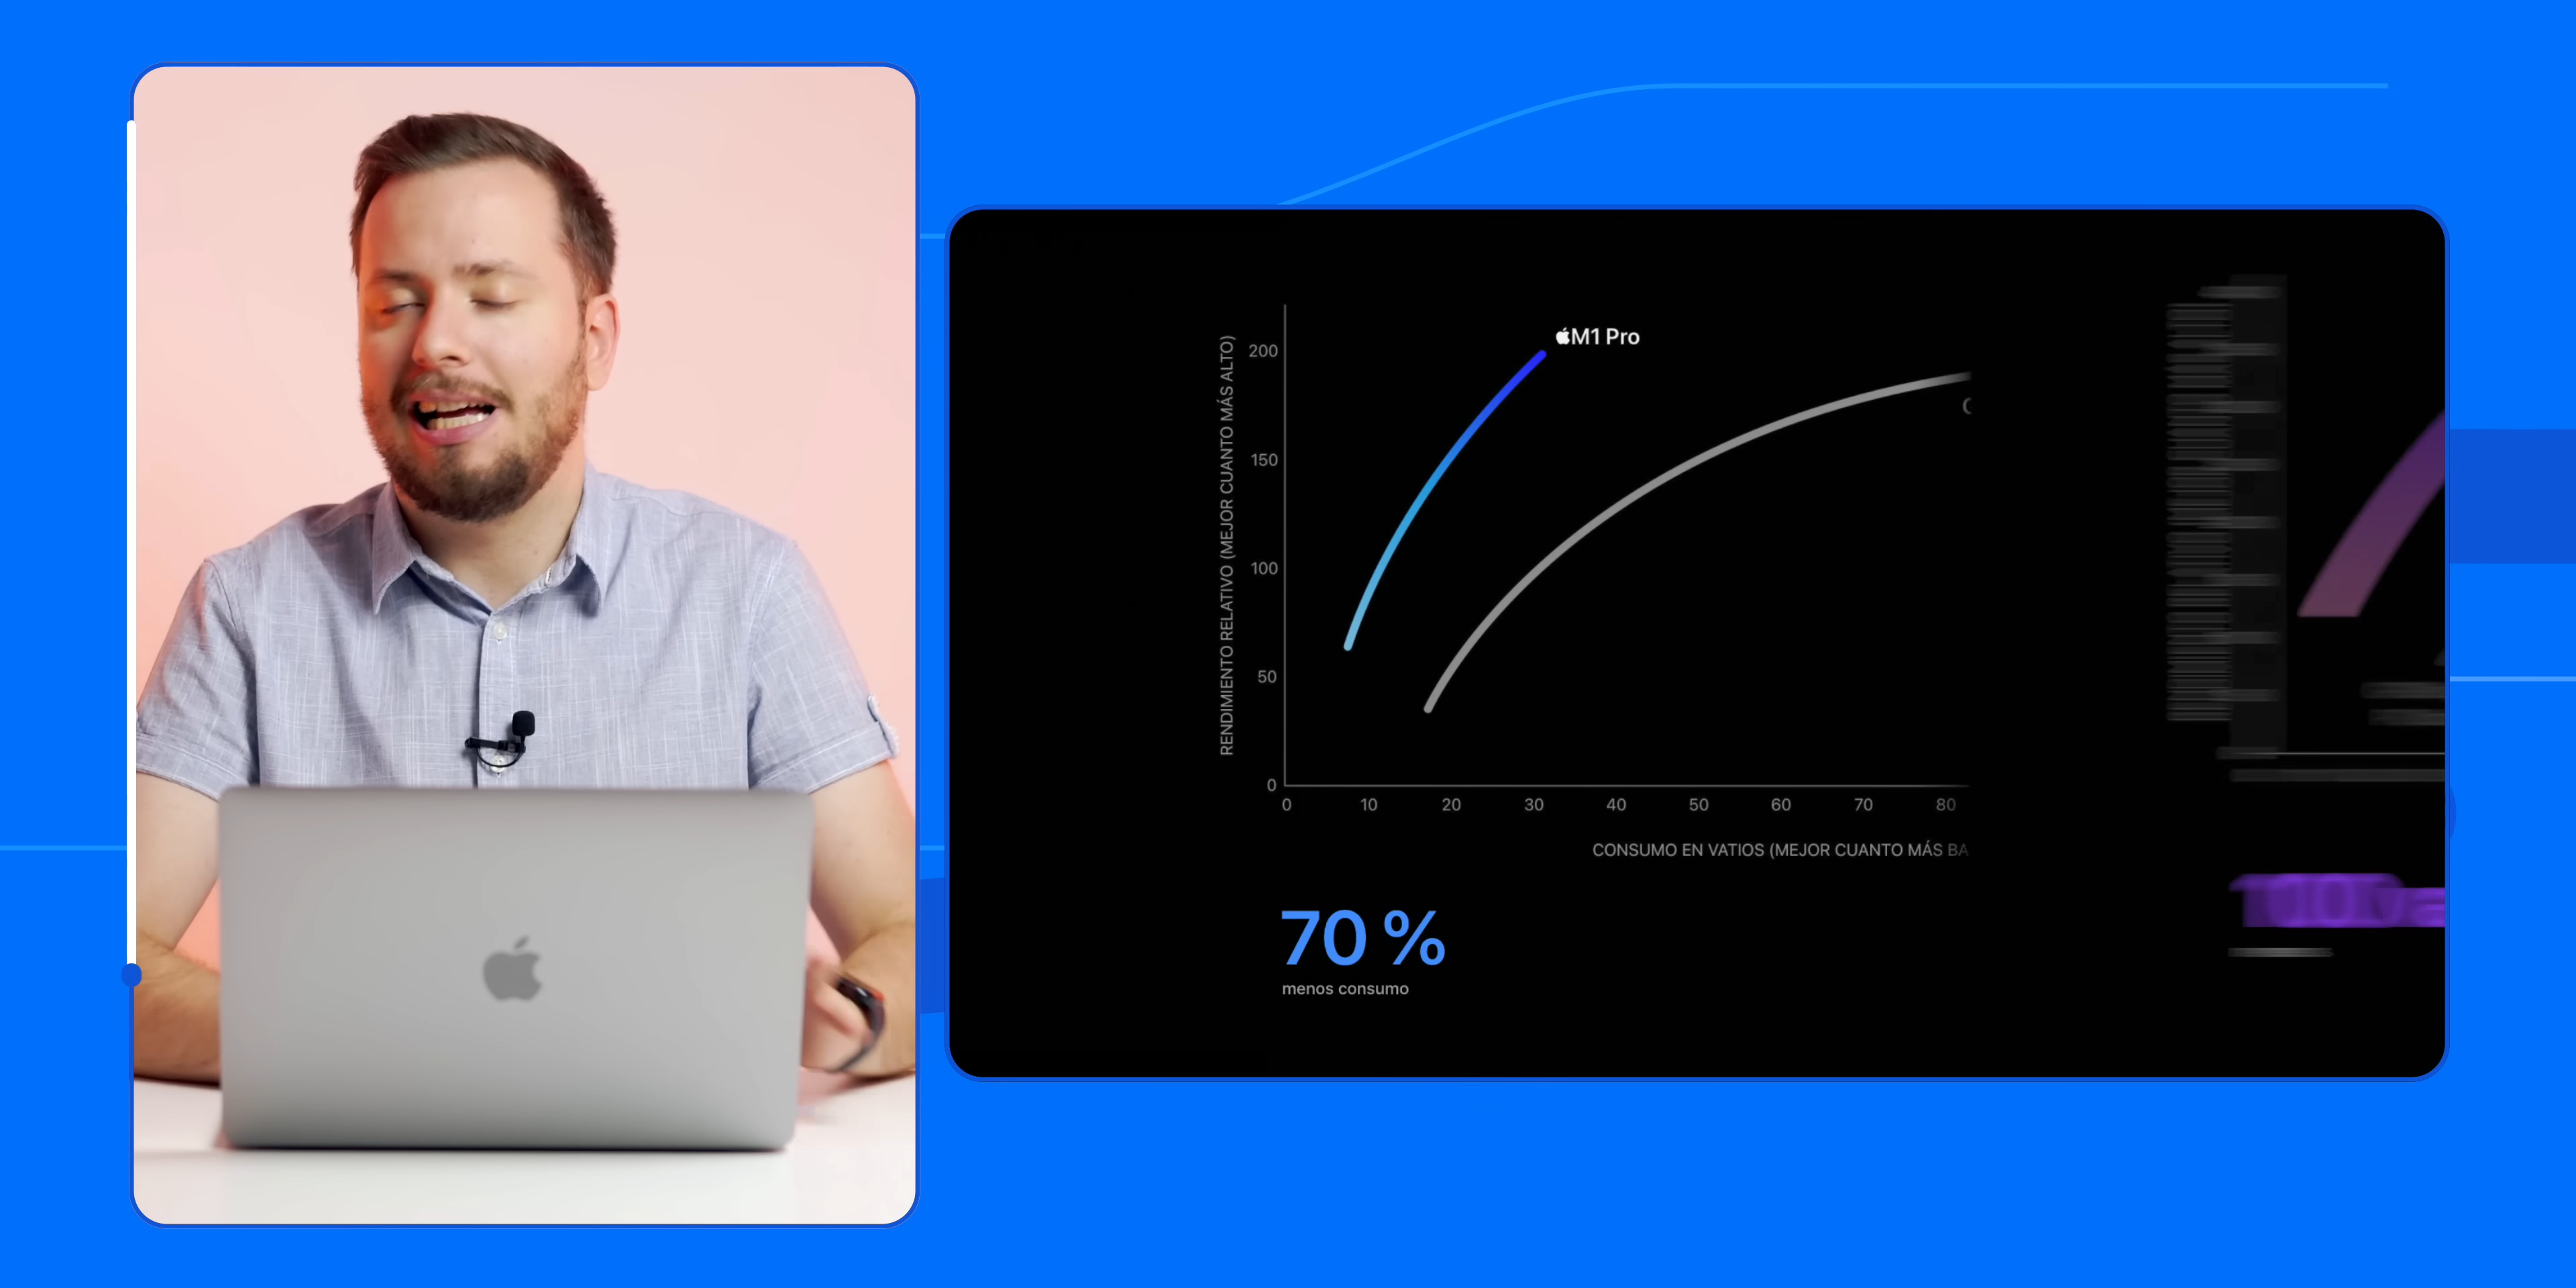 M1 Pro
RENDIMIENTO RELATIVO (MEJOR CUANTO MÁS ALTO)
200
150
100
50
0
0 10 20 30 40 50 60 70 80
CONSUMO EN VATIOS (MEJOR CUANTO MÁS BA
70 %
menos consumo